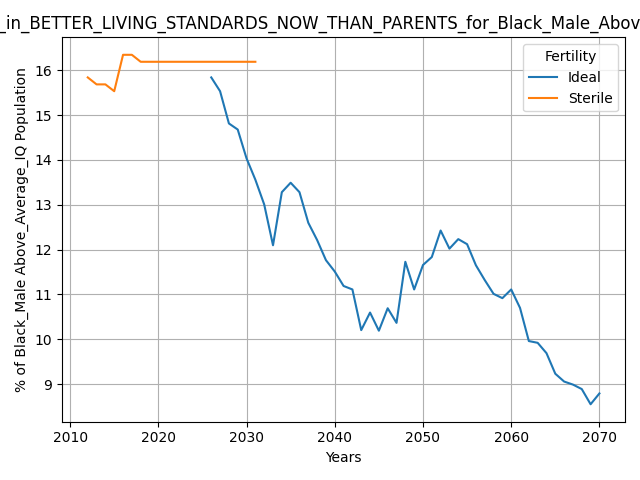 _in_BETTER_LIVING_STANDARDS_NOW_THAN_PARENTS_for_Black_Male_Abov
Fertility
Ideal
Sterile
% of Black_Male Above_Average_IQ Population
16
15
14
13
12
11
10
9
2010 2020 2030 2040 2050 2060 2070
Years